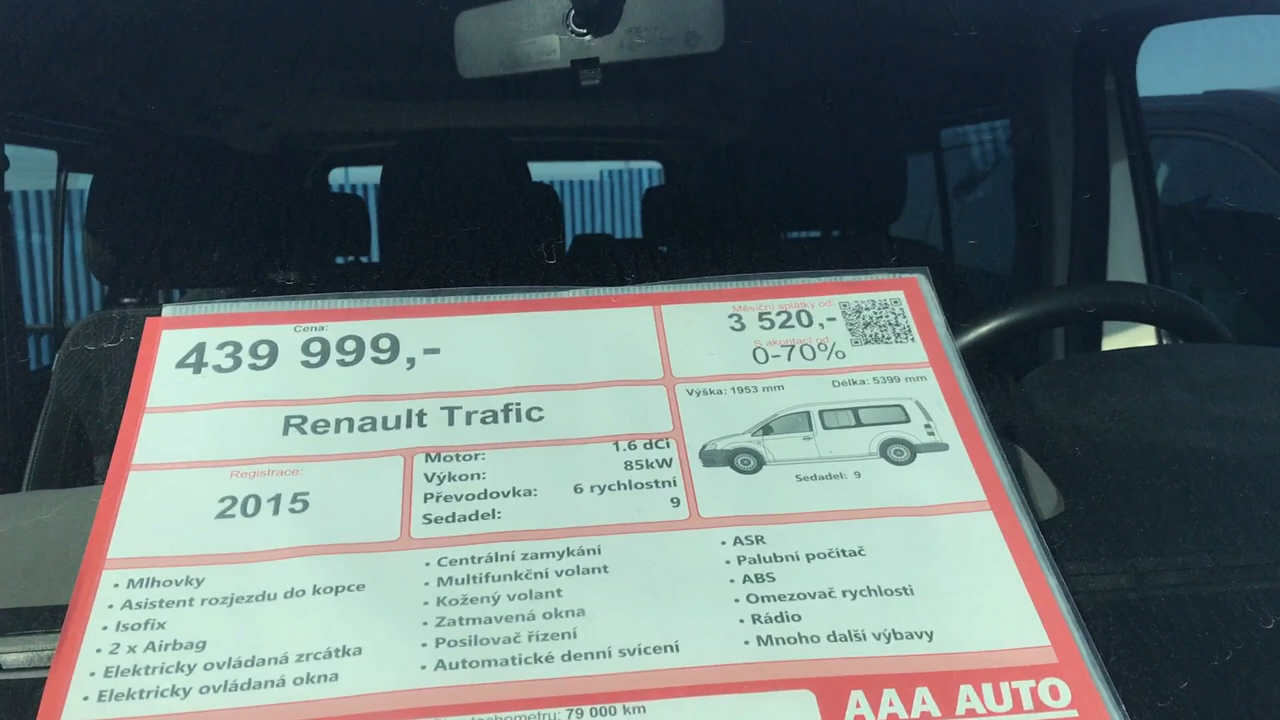 Cena:
439 999,-
Měsíční splátky od:
3 520,-
S akontací od:
0-70%
Renault Trafic
Výška: 1953 mm
Délka: 5399 mm
Sedadel: 9
Registrace:
2015
Motor: 1.6 dCi
Výkon: 85kW
Převodovka: 6 rychlostní
Sedadel: 9
• Mlhovky
• Asistent rozjezdu do kopce
• Isofix
• 2 x Airbag
• Elektricky ovládaná zrcátka
• Elektricky ovládaná okna
• Centrální zamykání
• Multifunkční volant
• Kožený volant
• Zatmavená okna
• Posilovač řízení
• Automatické denní svícení
• ASR
• Palubní počítač
• ABS
• Omezovač rychlosti
• Rádio
• Mnoho další výbavy
79 000 km
AAA AUTO